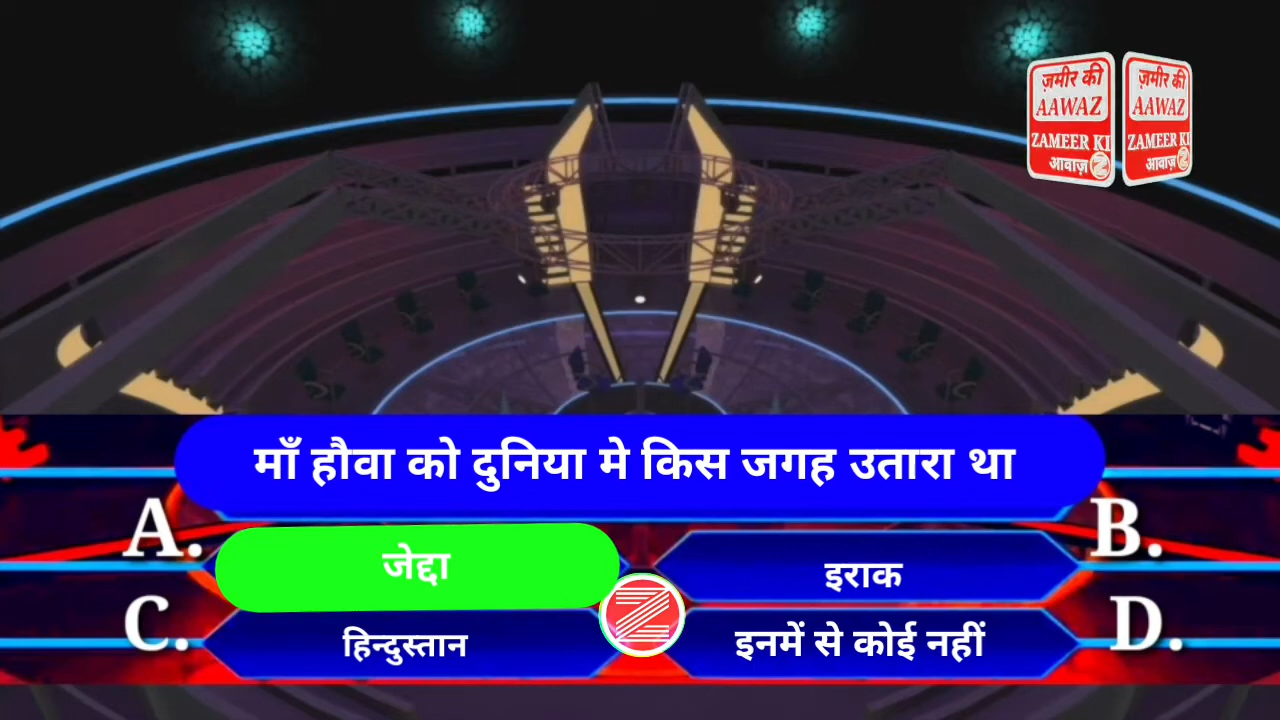 ज़मीर की
AAWAZ
ZAMEER KI
आवाज़ Z
ज़मीर की
AAWAZ
ZAMEER KI
आवाज़ Z
माँ हौवा को दुनिया मे किस जगह उतारा था
A. जेद्दा
B. इराक
C. हिन्दुस्तान
D. इनमें से कोई नहीं
Z